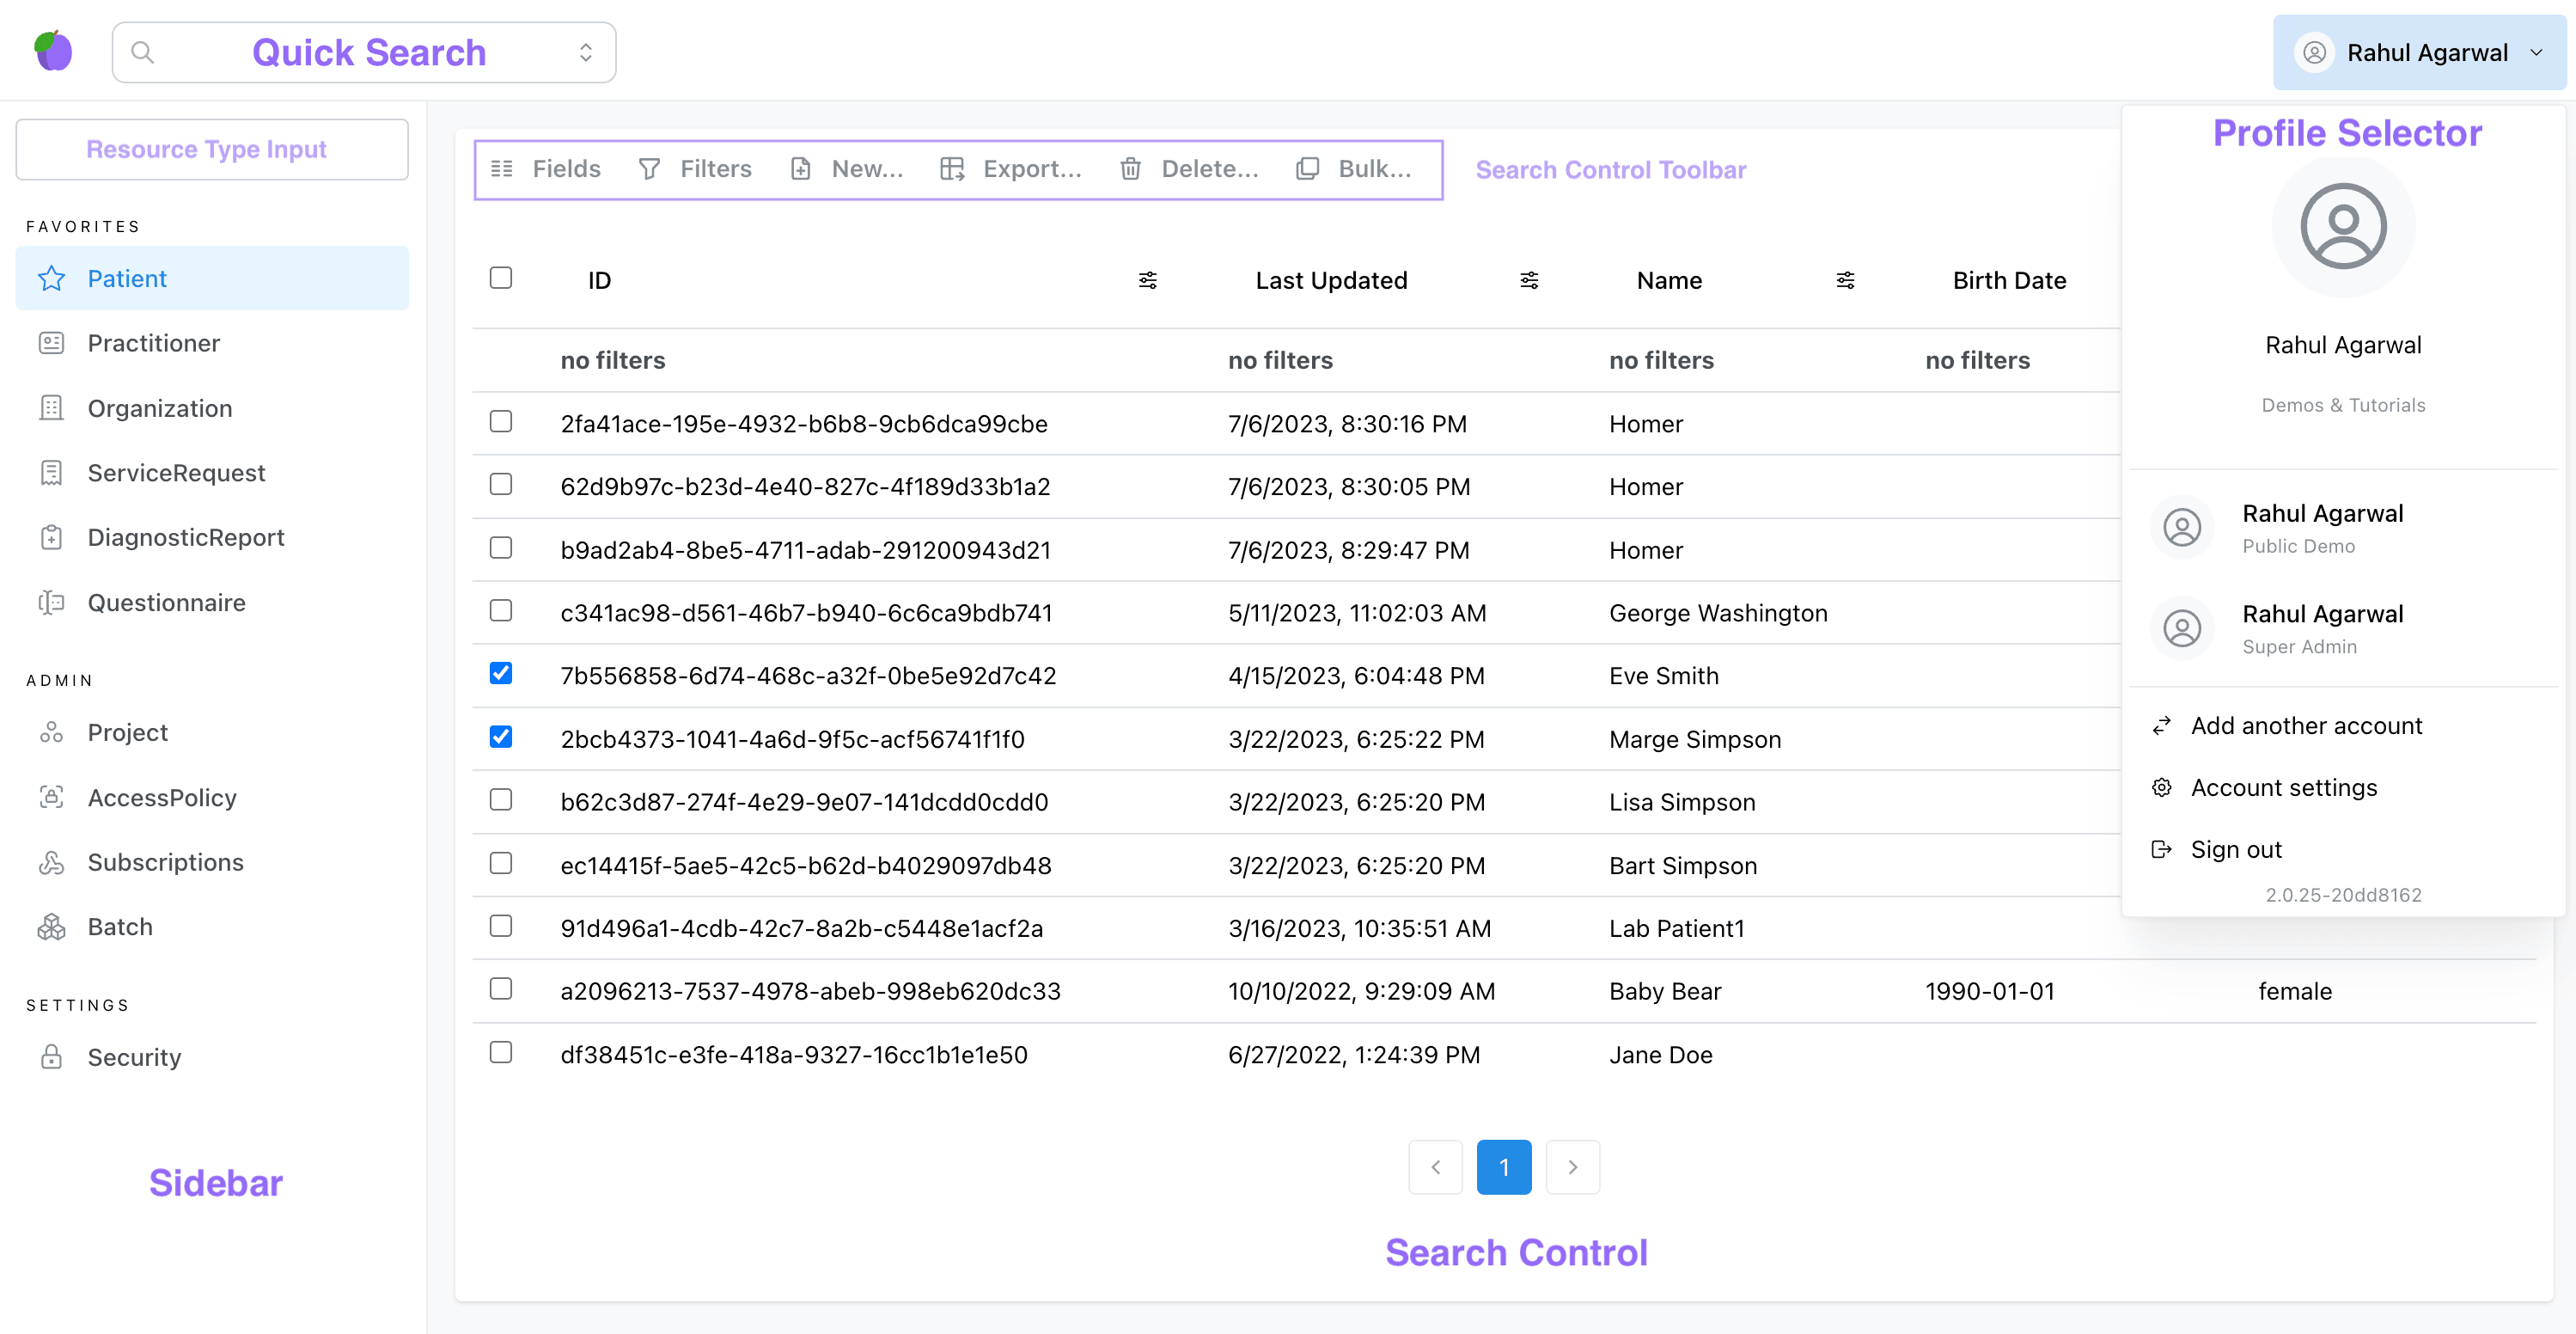 Quick Search
Rahul Agarwal
Resource Type Input
FAVORITES
Patient
Practitioner
Organization
ServiceRequest
DiagnosticReport
Questionnaire
ADMIN
Project
AccessPolicy
Subscriptions
Batch
SETTINGS
Security
Sidebar
Fields Filters New... Export... Delete... Bulk...
Search Control Toolbar
ID Last Updated Name Birth Date
no filters no filters no filters no filters
2fa41ace-195e-4932-b6b8-9cb6dca99cbe 7/6/2023, 8:30:16 PM Homer
62d9b97c-b23d-4e40-827c-4f189d33b1a2 7/6/2023, 8:30:05 PM Homer
b9ad2ab4-8be5-4711-adab-291200943d21 7/6/2023, 8:29:47 PM Homer
c341ac98-d561-46b7-b940-6c6ca9bdb741 5/11/2023, 11:02:03 AM George Washington
7b556858-6d74-468c-a32f-0be5e92d7c42 4/15/2023, 6:04:48 PM Eve Smith
2bcb4373-1041-4a6d-9f5c-acf56741f1f0 3/22/2023, 6:25:22 PM Marge Simpson
b62c3d87-274f-4e29-9e07-141dcdd0cdd0 3/22/2023, 6:25:20 PM Lisa Simpson
ec14415f-5ae5-42c5-b62d-b4029097db48 3/22/2023, 6:25:20 PM Bart Simpson
91d496a1-4cdb-42c7-8a2b-c5448e1acf2a 3/16/2023, 10:35:51 AM Lab Patient1
a2096213-7537-4978-abeb-998eb620dc33 10/10/2022, 9:29:09 AM Baby Bear 1990-01-01 female
df38451c-e3fe-418a-9327-16cc1b1e1e50 6/27/2022, 1:24:39 PM Jane Doe
1
Search Control
Profile Selector
Rahul Agarwal
Demos & Tutorials
Rahul Agarwal
Public Demo
Rahul Agarwal
Super Admin
Add another account
Account settings
Sign out
2.0.25-20dd8162